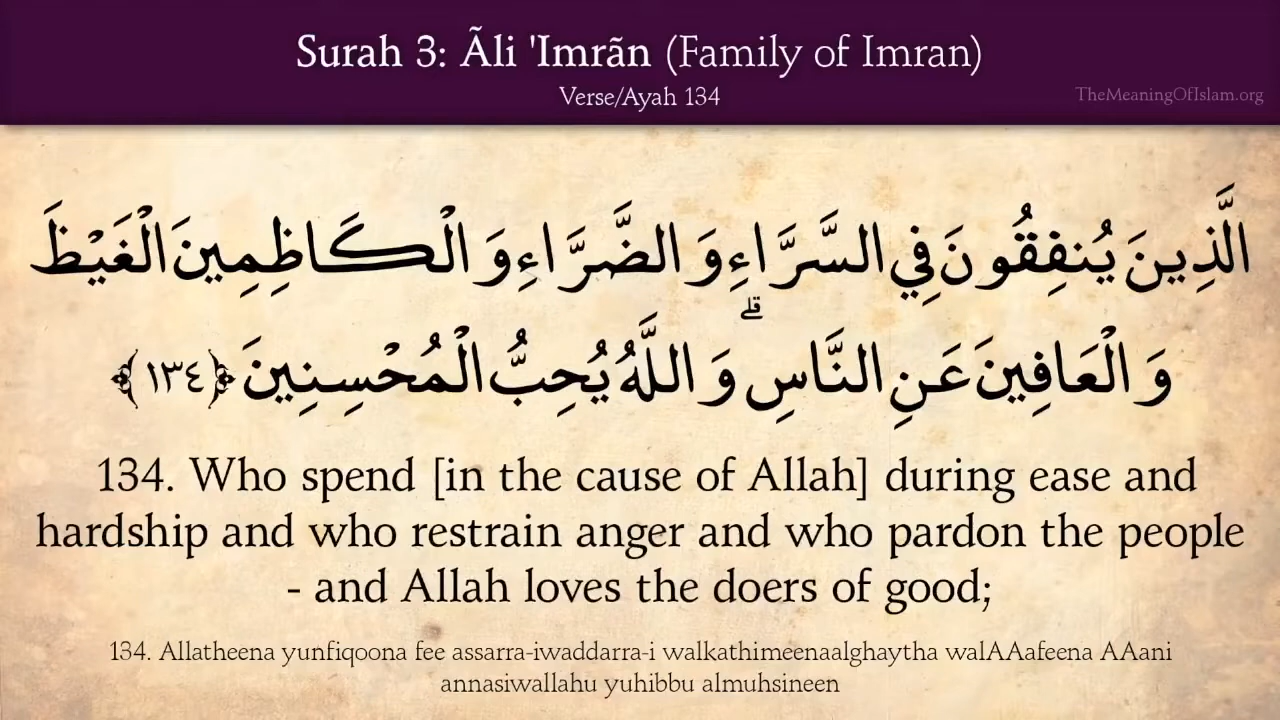 Surah 3: Ãli 'Imrãn (Family of Imran)
Verse/Ayah 134
TheMeaningOfIslam.org
الَّذِينَ يُنفِقُونَ فِي السَّرَّاءِ وَالضَّرَّاءِ وَالْكَاظِمِينَ الْغَيْظَ
وَالْعَافِينَ عَنِ النَّاسِ ۗ وَاللَّهُ يُحِبُّ الْمُحْسِنِينَ ﴿١٣٤﴾
134. Who spend [in the cause of Allah] during ease and
hardship and who restrain anger and who pardon the people
- and Allah loves the doers of good;
134. Allatheena yunfiqoona fee assarra-iwaddarra-i walkathimeenaalghaytha walAAafeena AAani
annasiwallahu yuhibbu almuhsineen